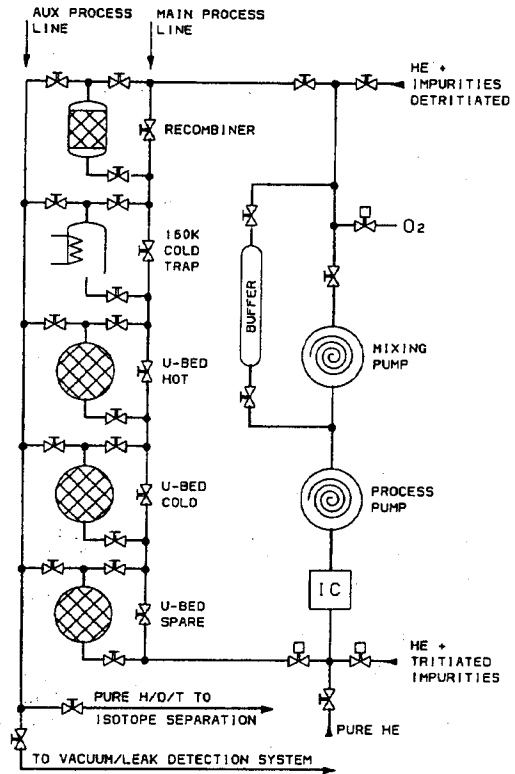 AUX PROCESS
LINE
MAIN PROCESS
LINE
HE +
IMPURITIES
DETRITIATED
RECOMBINER
O2
160K
COLD
TRAP
BUFFER
MIXING
PUMP
U-BED
HOT
U-BED
COLD
PROCESS
PUMP
IC
U-BED
SPARE
HE +
TRITIATED
IMPURITIES
PURE H/D/T TO
ISOTOPE SEPARATION
PURE HE
TO VACUUM/LEAK DETECTION SYSTEM